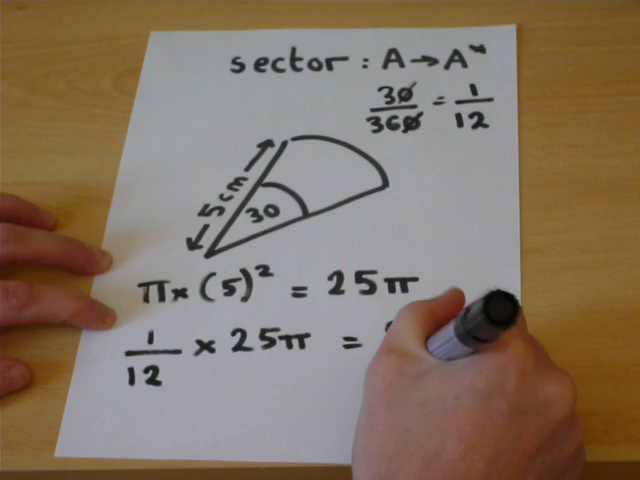 sector : A→A*
30/360 = 1/12
5cm
30
π×(5)² = 25π
1/12 × 25π =